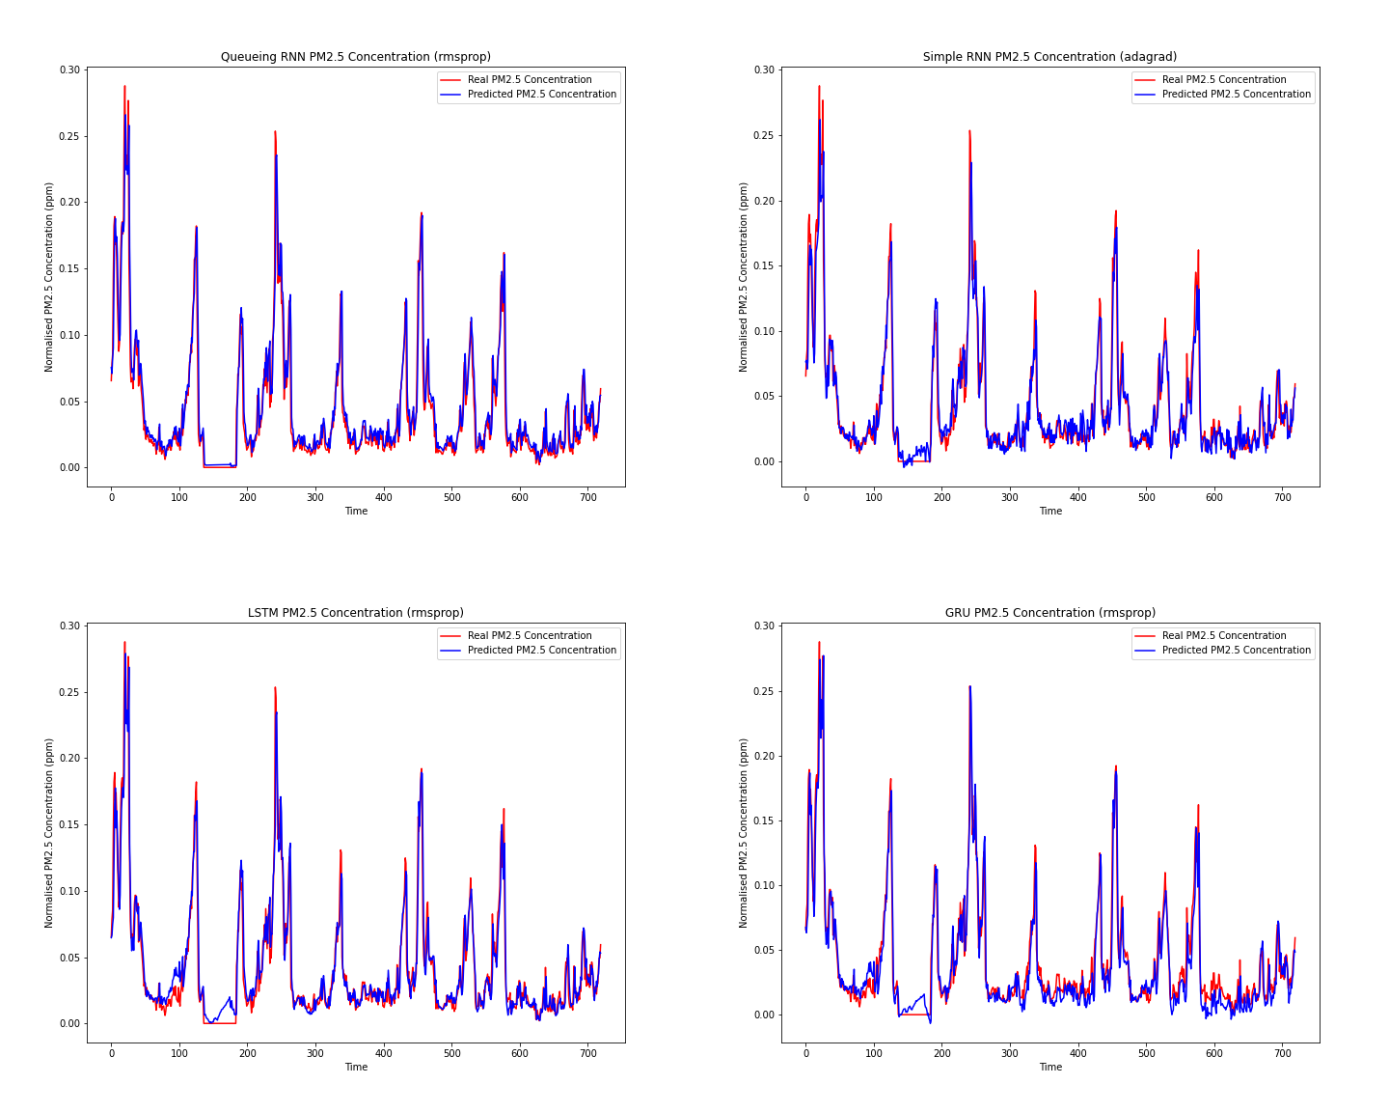 Queueing RNN PM2.5 Concentration (rmsprop)
Real PM2.5 Concentration
Predicted PM2.5 Concentration
Normalised PM2.5 Concentration (ppm)
0.30
0.25
0.20
0.15
0.10
0.05
0.00
0 100 200 300 400 500 600 700
Time
Simple RNN PM2.5 Concentration (adagrad)
Real PM2.5 Concentration
Predicted PM2.5 Concentration
Normalised PM2.5 Concentration (ppm)
0.30
0.25
0.20
0.15
0.10
0.05
0.00
0 100 200 300 400 500 600 700
Time
LSTM PM2.5 Concentration (rmsprop)
Real PM2.5 Concentration
Predicted PM2.5 Concentration
Normalised PM2.5 Concentration (ppm)
0.30
0.25
0.20
0.15
0.10
0.05
0.00
0 100 200 300 400 500 600 700
Time
GRU PM2.5 Concentration (rmsprop)
Real PM2.5 Concentration
Predicted PM2.5 Concentration
Normalised PM2.5 Concentration (ppm)
0.30
0.25
0.20
0.15
0.10
0.05
0.00
0 100 200 300 400 500 600 700
Time